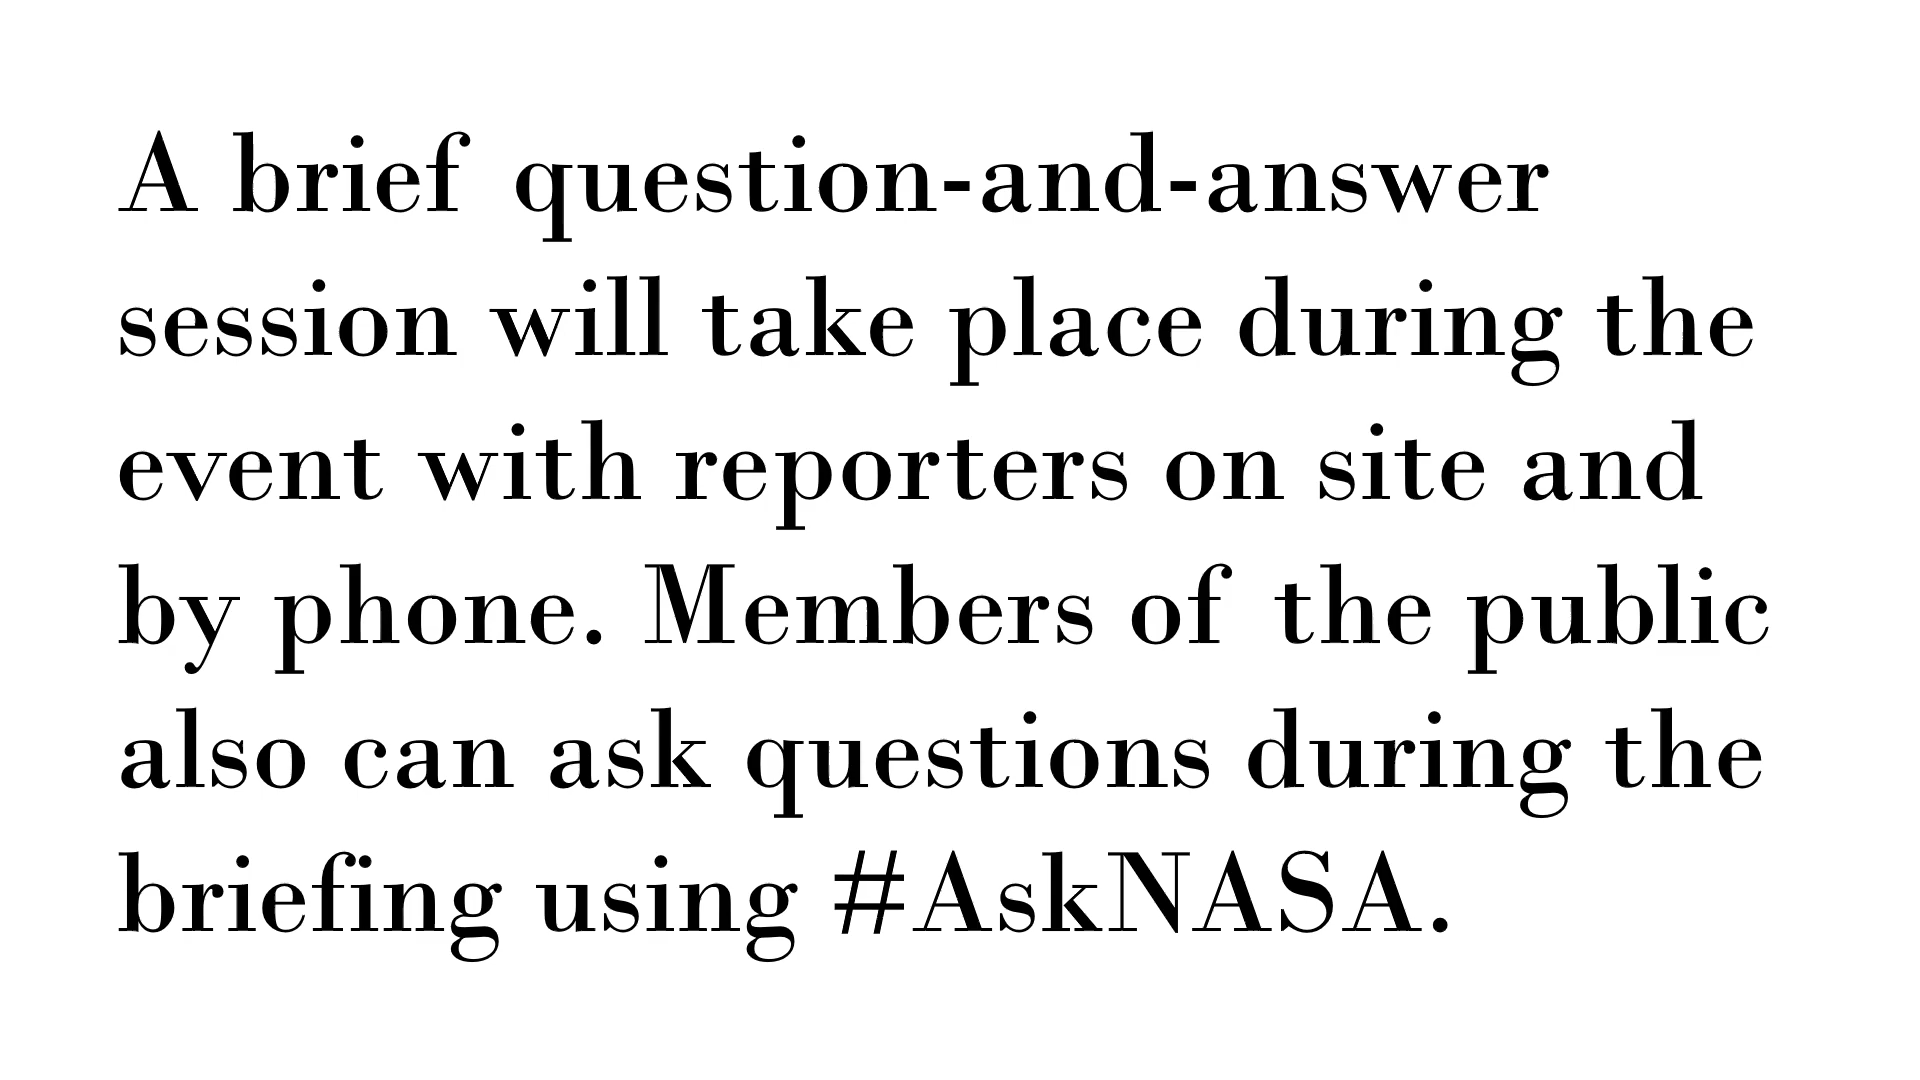 A brief question-and-answer
session will take place during the
event with reporters on site and
by phone. Members of the public
also can ask questions during the
briefing using #AskNASA.